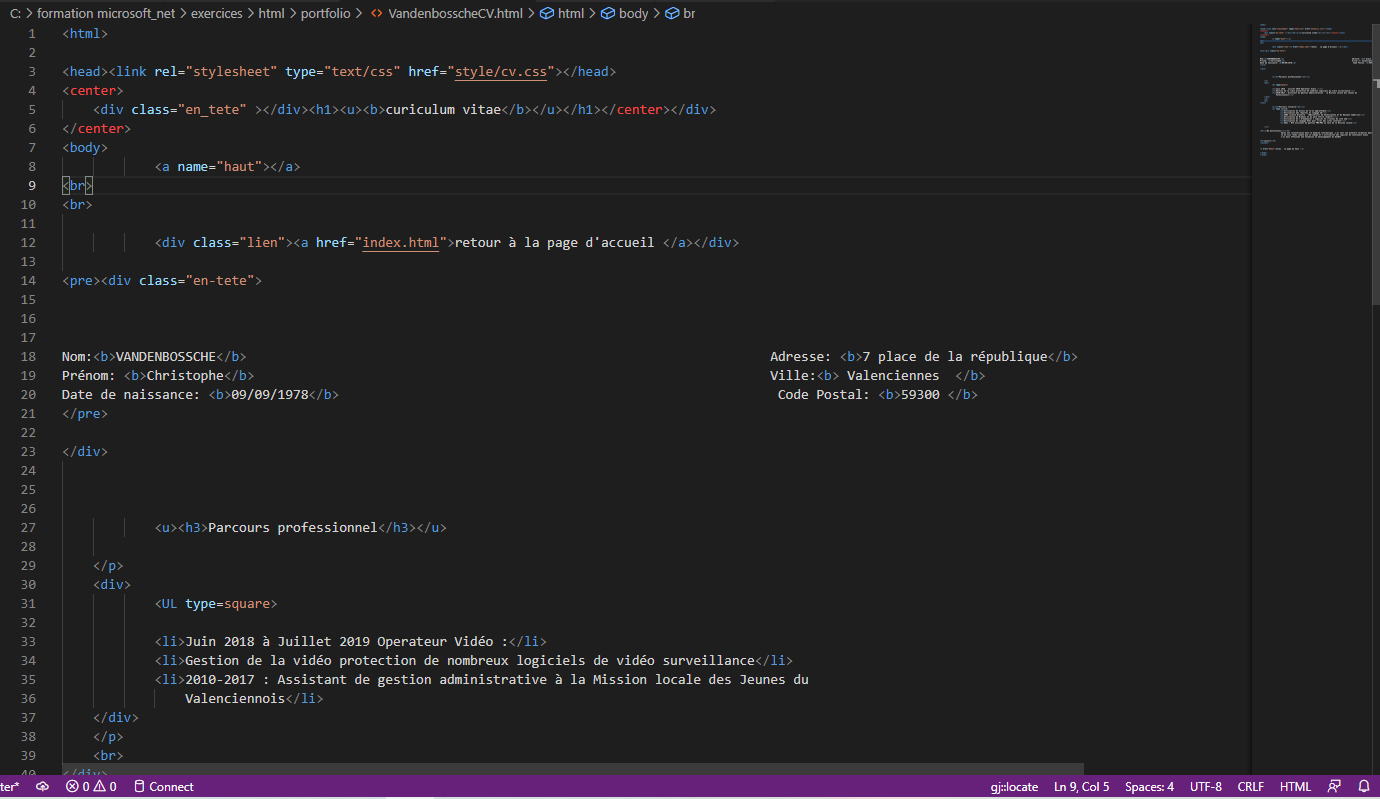 C: > formation microsoft_net > exercices > html > portfolio > <> VandenbosscheCV.html > html > body > br
1 <html>
2
3 <head><link rel="stylesheet" type="text/css" href="style/cv.css"></head>
4 <center>
5 <div class="en_tete" ></div><h1><u><b>curiculum vitae</b></u></h1></center></div>
6 </center>
7 <body>
8 <a name="haut"></a>
9 <br>
10 <br>
11
12 <div class="lien"><a href="index.html">retour à la page d'accueil </a></div>
13
14 <pre><div class="en-tete">
15
16
17
18 Nom:<b>VANDENBOSSCHE</b> Adresse: <b>7 place de la république</b>
19 Prénom: <b>Christophe</b> Ville:<b> Valenciennes  </b>
20 Date de naissance: <b>09/09/1978</b> Code Postal: <b>59300 </b>
21 </pre>
22
23 </div>
24
25
26
27 <u><h3>Parcours professionnel</h3></u>
28
29 </p>
30 <div>
31 <UL type=square>
32
33 <li>Juin 2018 à Juillet 2019 Operateur Vidéo :</li>
34 <li>Gestion de la vidéo protection de nombreux logiciels de vidéo surveillance</li>
35 <li>2010-2017 : Assistant de gestion administrative à la Mission locale des Jeunes du
36 Valenciennois</li>
37 </div>
38 </p>
39 <br>
40 </div>
ter* 0 0 Connect gj::locate Ln 9, Col 5 Spaces: 4 UTF-8 CRLF HTML